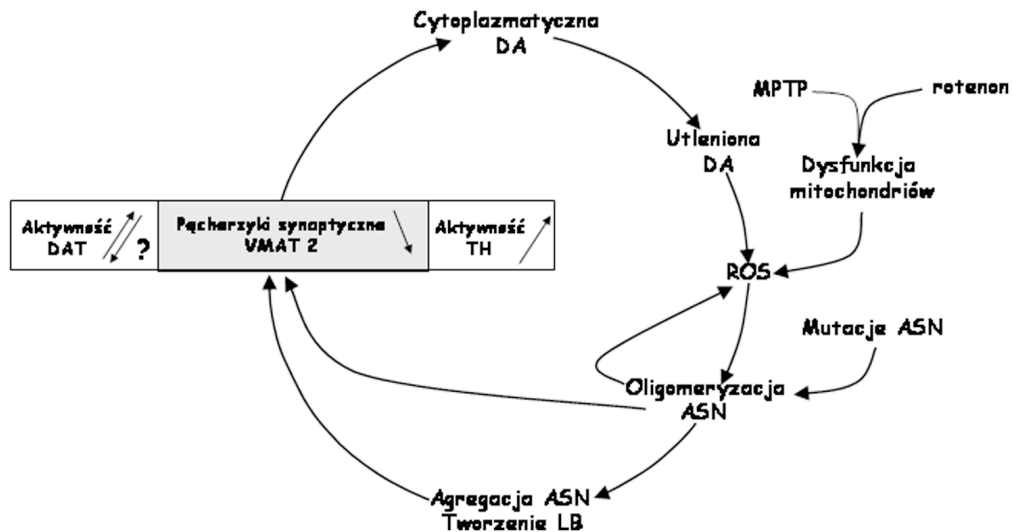 Cytoplazmatyczna
DA
MPTP
rotenon
Utleniona
DA
Dysfunkcja
mitochondriów
Aktywność
DAT
?
Pęcherzyki synaptyczne
VMAT 2
Aktywność
TH
ROS
Mutacje ASN
Oligomeryzacja
ASN
Agregacja ASN
Tworzenie LB